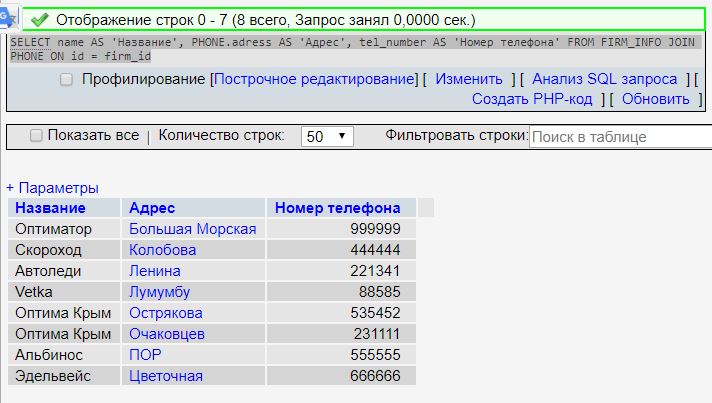 Отображение строк 0 - 7 (8 всего, Запрос занял 0,0000 сек.)
SELECT name AS 'Название', PHONE.adress AS 'Адрес', tel_number AS 'Номер телефона' FROM FIRM_INFO JOIN
PHONE ON id = firm_id
Профилирование [Построчное редактирование] [ Изменить ] [ Анализ SQL запроса ] [
Создать PHP-код ] [ Обновить ]
Показать все | Количество строк: 50 Фильтровать строки: Поиск в таблице
+ Параметры
Название Адрес Номер телефона
Оптиматор Большая Морская 999999
Скороход Колобова 444444
Автоледи Ленина 221341
Vetka Лумумбу 88585
Оптима Крым Острякова 535452
Оптима Крым Очаковцев 231111
Альбинос ПОР 555555
Эдельвейс Цветочная 666666